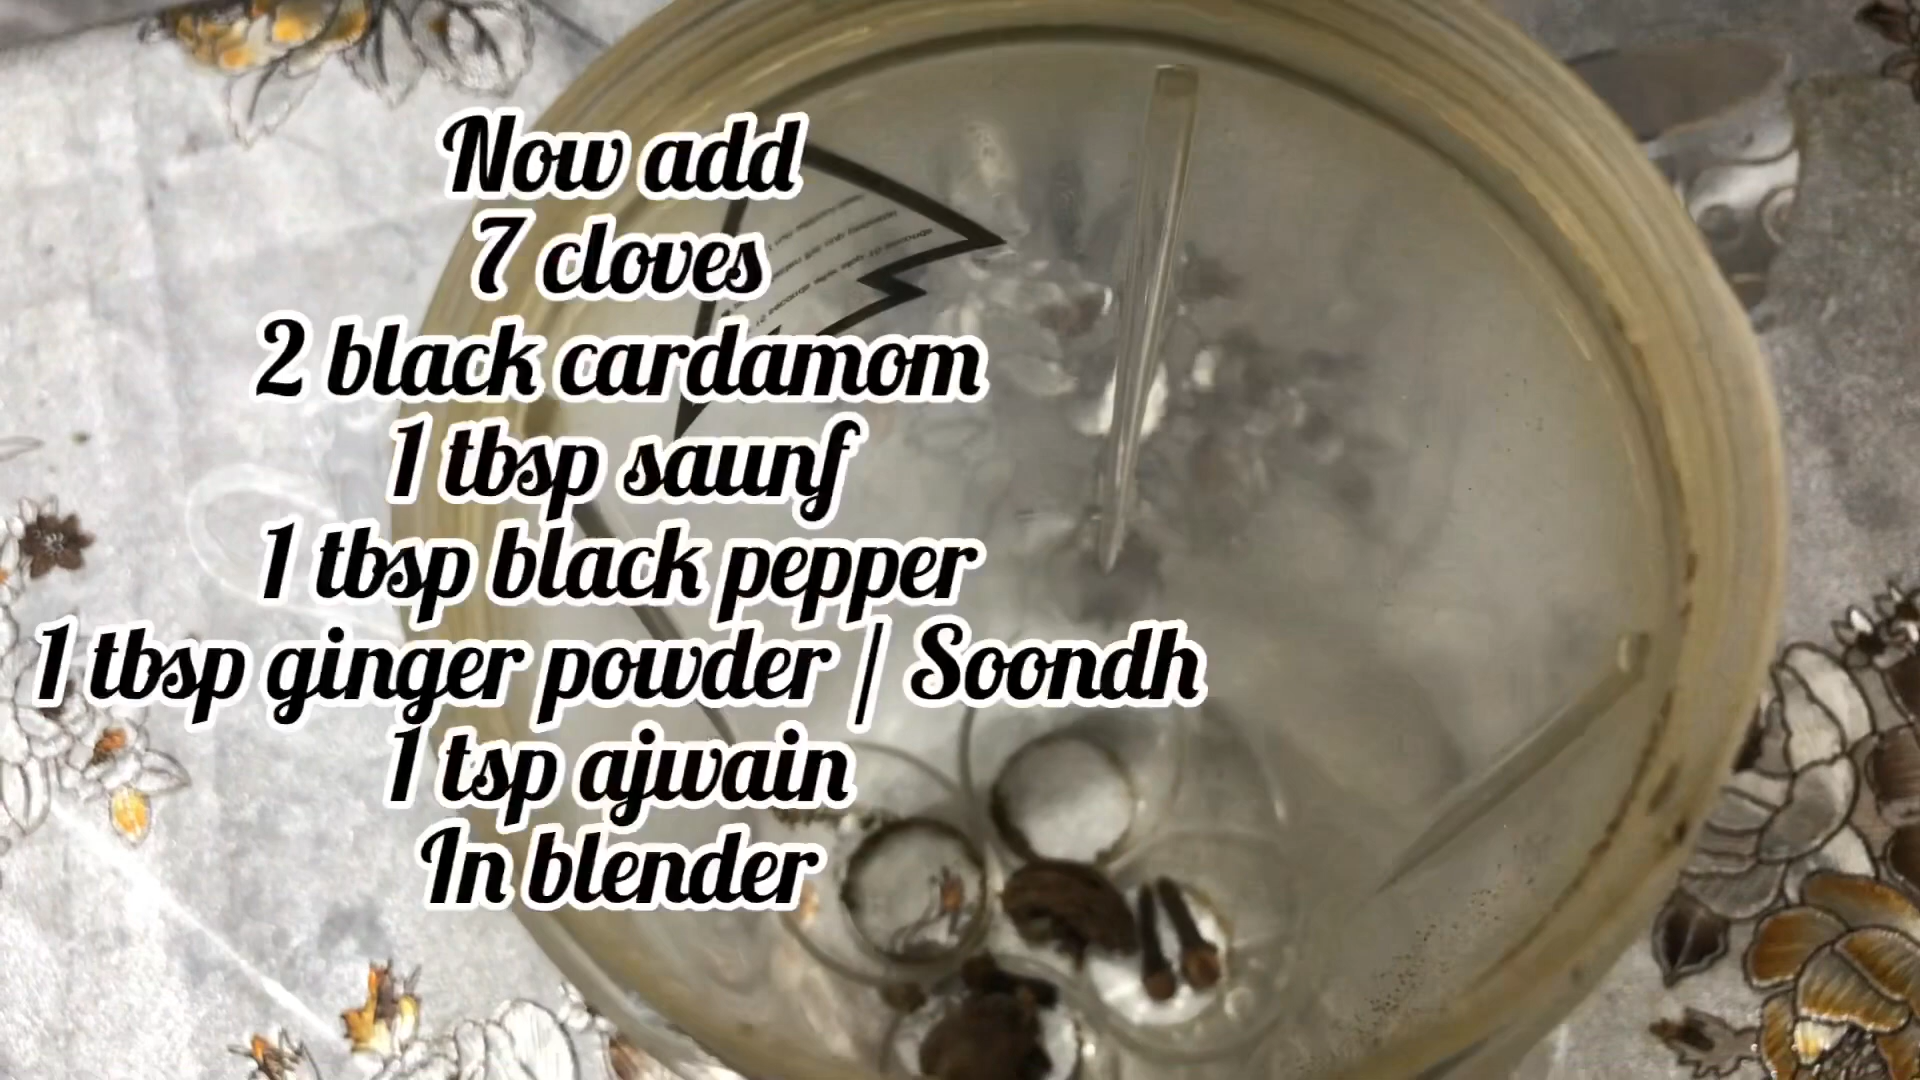 Now add
7 cloves
2 black cardamom
1 tbsp saunf
1 tbsp black pepper
1 tbsp ginger powder / Soondh
1 tsp ajwain
In blender